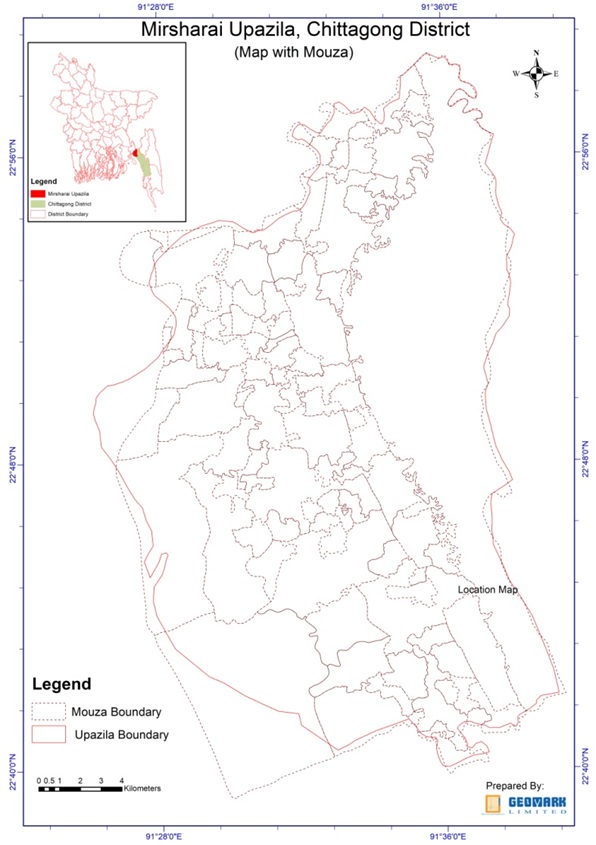 Mirsharai Upazila, Chittagong District
(Map with Mouza)
91°28'0"E
91°36'0"E
N
W
E
S
22°56'0"N
22°56'0"N
Legend
Mirsharai Upazila
Chittagong District
District Boundary
22°48'0"N
22°48'0"N
Location Map
Legend
Mouza Boundary
Upazila Boundary
22°40'0"N
22°40'0"N
0 0.5 1 2 3 4
Kilometers
Prepared By:
GEOMARK
LIMITED
91°28'0"E
91°36'0"E